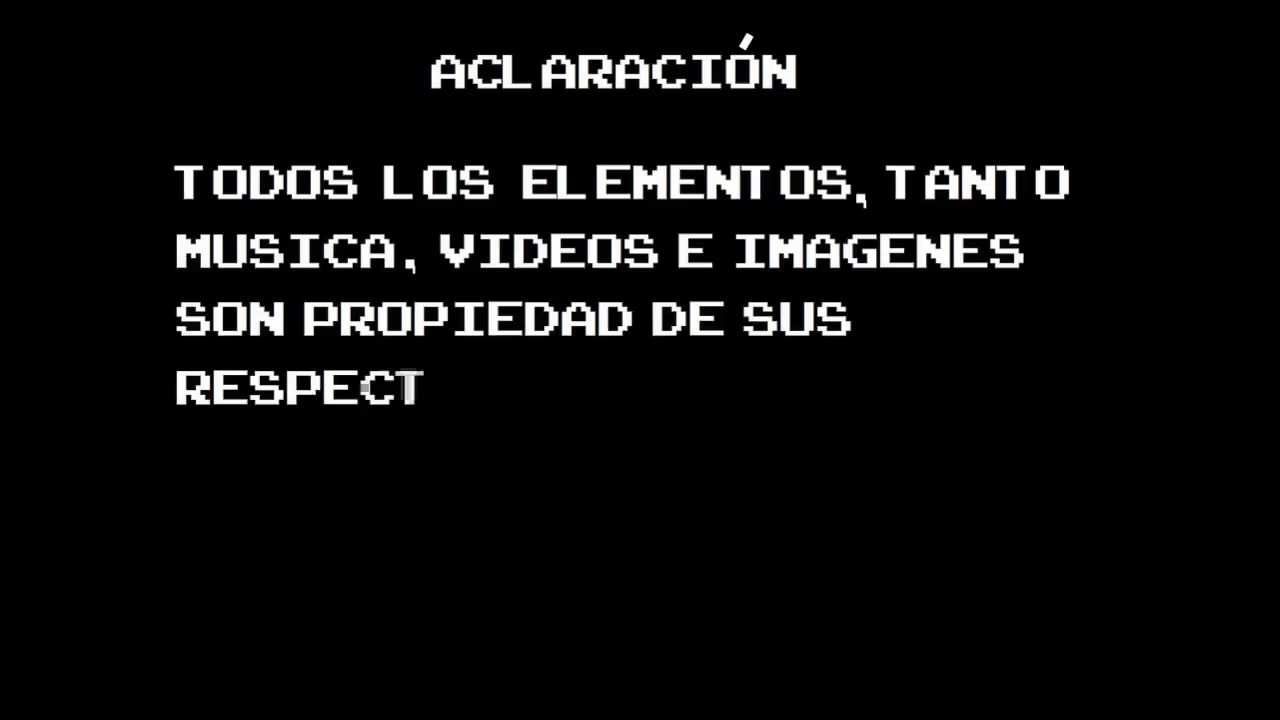 ACLARACIÓN
TODOS LOS ELEMENTOS, TANTO
MUSICA, VIDEOS E IMAGENES
SON PROPIEDAD DE SUS
RESPECT